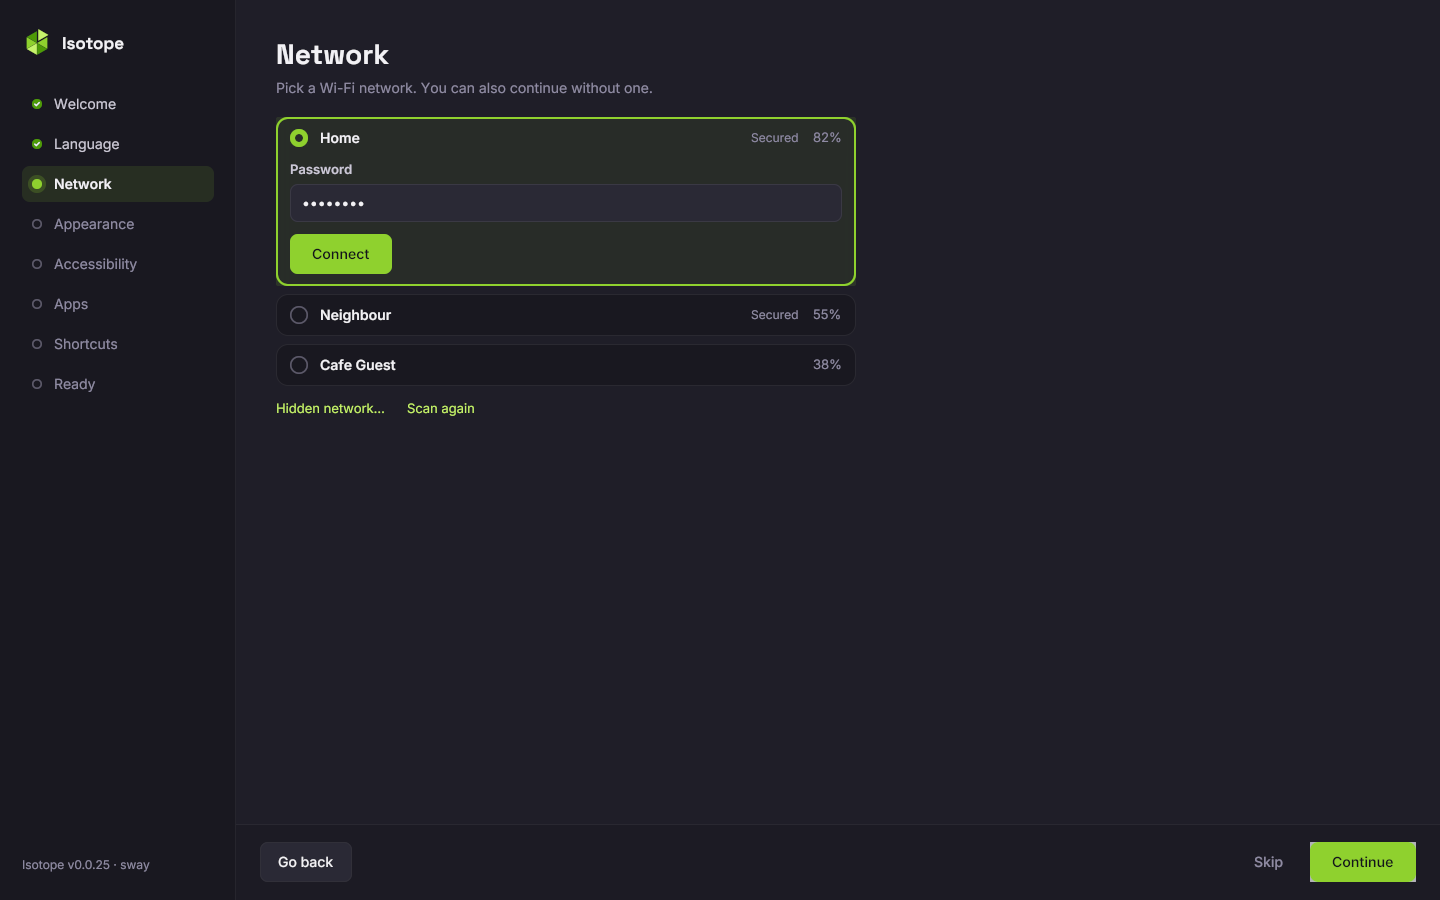 Isotope
Welcome
Language
Network
Appearance
Accessibility
Apps
Shortcuts
Ready
Isotope v0.0.25 · sway
Network
Pick a Wi-Fi network. You can also continue without one.
Home Secured 82%
Password
••••••••
Connect
Neighbour Secured 55%
Cafe Guest 38%
Hidden network... Scan again
Go back Skip Continue